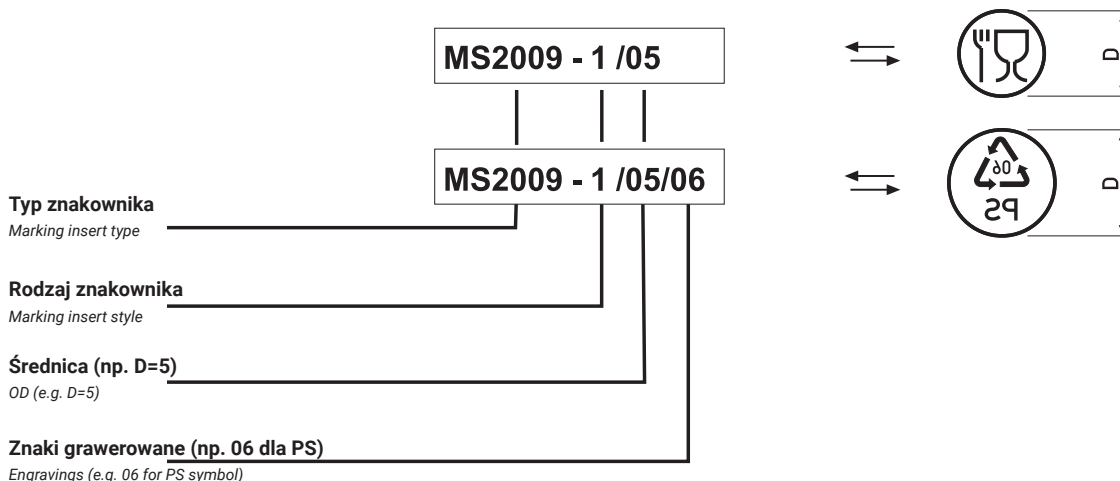 MS2009 - 1 /05
D
MS2009 - 1 /05/06
06
PS
D
Typ znakownika
Marking insert type
Rodzaj znakownika
Marking insert style
Średnica (np. D=5)
OD (e.g. D=5)
Znaki grawerowane (np. 06 dla PS)
Engravings (e.g. 06 for PS symbol)